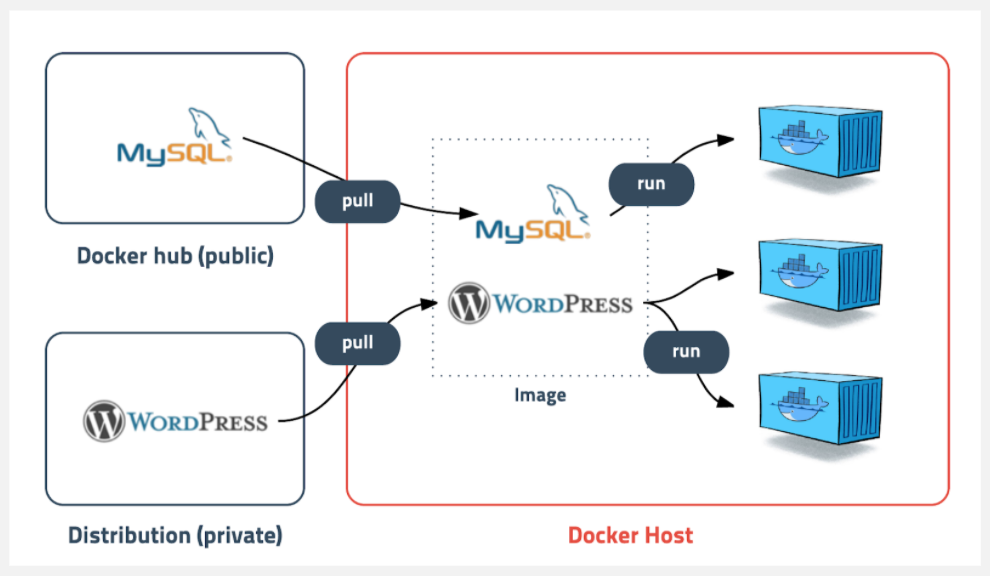 MySQL®
Docker hub (public)
pull
MySQL®
run
WORDPRESS
pull
run
Image
WORDPRESS
Distribution (private)
Docker Host